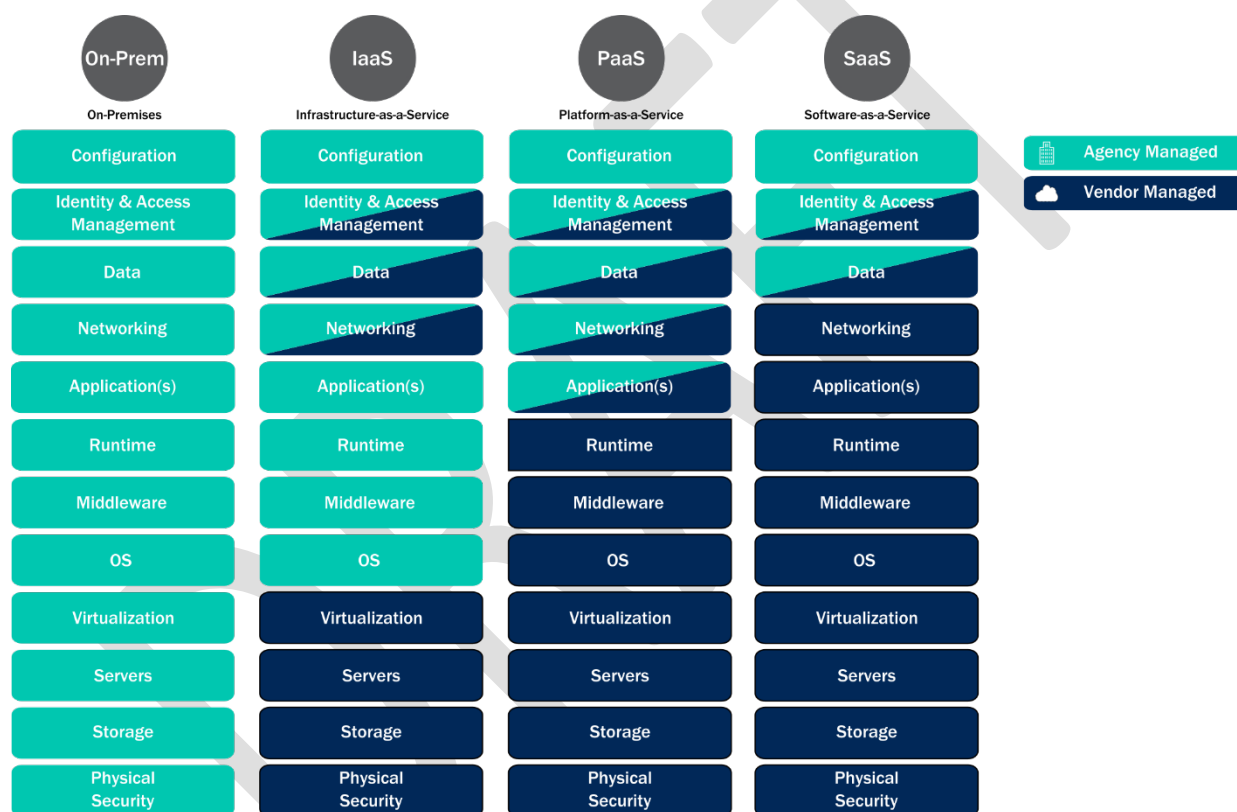 On-Prem
IaaS
PaaS
SaaS
On-Premises
Infrastructure-as-a-Service
Platform-as-a-Service
Software-as-a-Service
Configuration
Configuration
Configuration
Configuration
Agency Managed
Identity & Access
Management
Identity & Access
Management
Identity & Access
Management
Identity & Access
Management
Vendor Managed
Data
Data
Data
Data
Networking
Networking
Networking
Networking
Application(s)
Application(s)
Application(s)
Application(s)
Runtime
Runtime
Runtime
Runtime
Middleware
Middleware
Middleware
Middleware
OS
OS
OS
OS
Virtualization
Virtualization
Virtualization
Virtualization
Servers
Servers
Servers
Servers
Storage
Storage
Storage
Storage
Physical
Security
Physical
Security
Physical
Security
Physical
Security